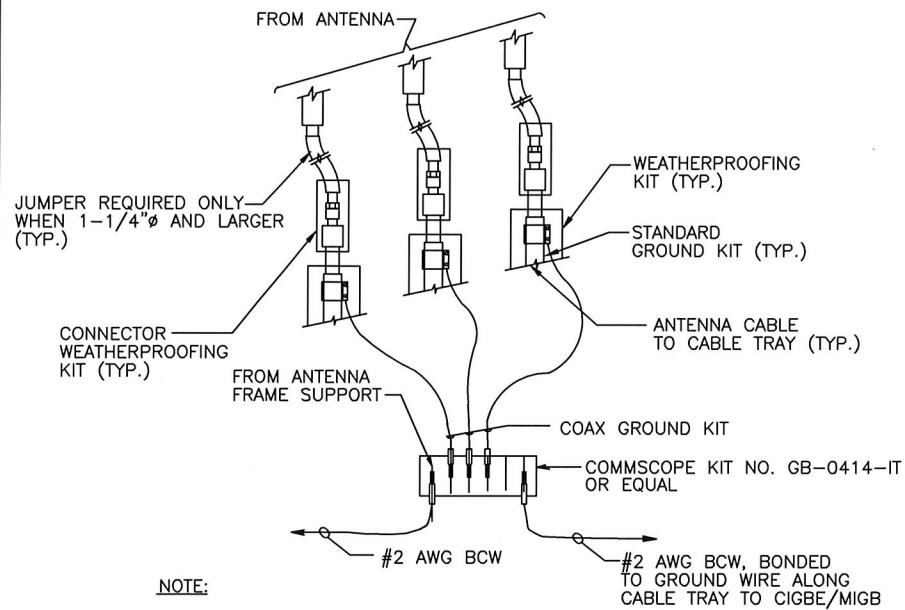 FROM ANTENNA
JUMPER REQUIRED ONLY
WHEN 1-1/4"ø AND LARGER
(TYP.)
WEATHERPROOFING
KIT (TYP.)
STANDARD
GROUND KIT (TYP.)
CONNECTOR
WEATHERPROOFING
KIT (TYP.)
ANTENNA CABLE
TO CABLE TRAY (TYP.)
FROM ANTENNA
FRAME SUPPORT
COAX GROUND KIT
COMMSCOPE KIT NO. GB-0414-IT
OR EQUAL
#2 AWG BCW
#2 AWG BCW, BONDED
TO GROUND WIRE ALONG
CABLE TRAY TO CIGBE/MIGB
NOTE: